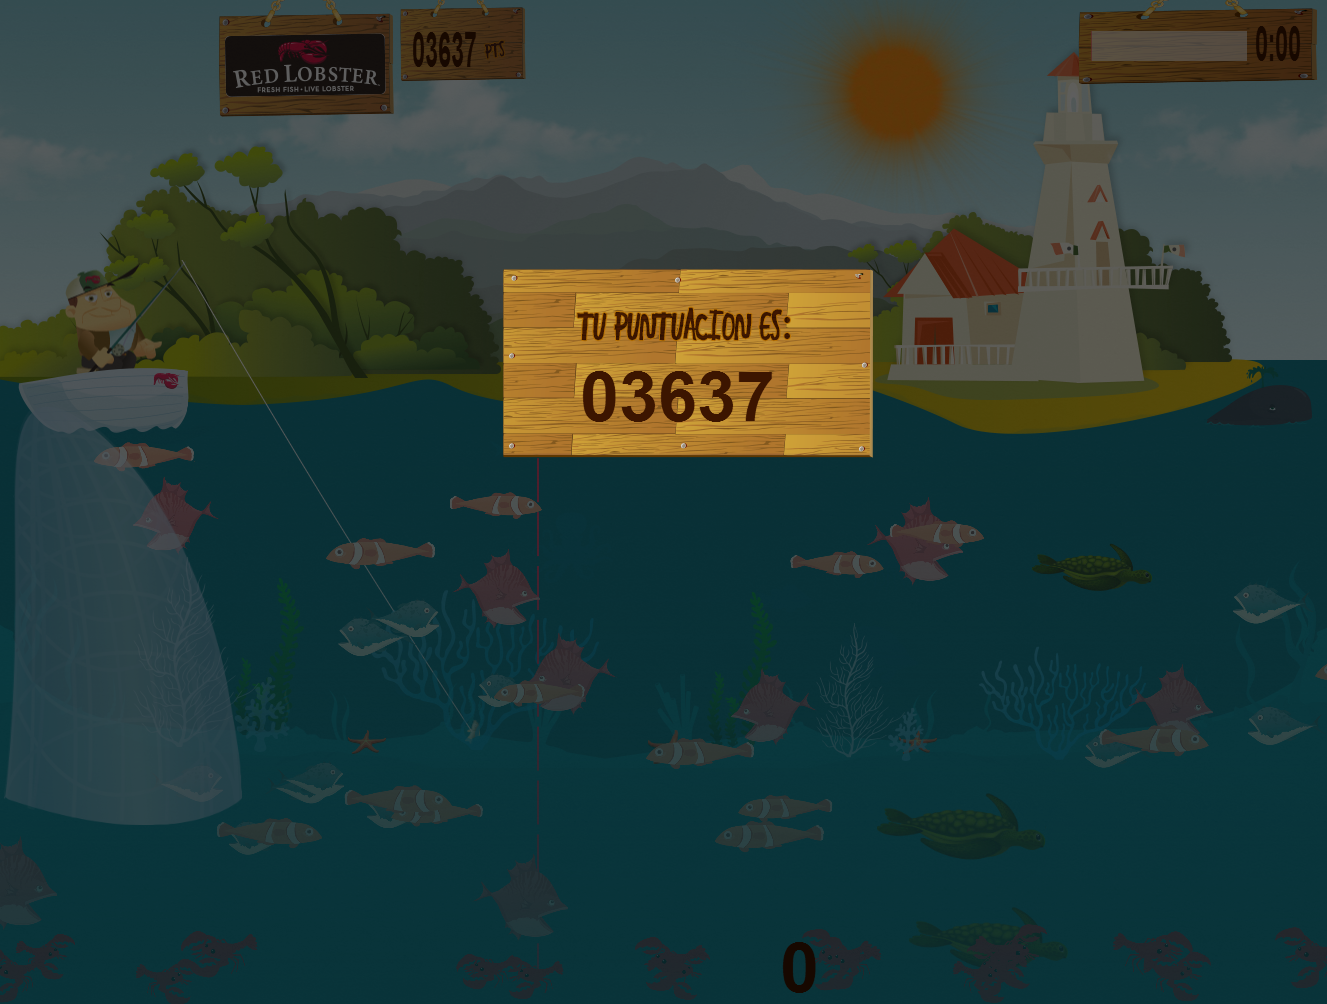 RED LOBSTER
FRESH FISH • LIVE LOBSTER
03637 PTS
0:00
TU PUNTUACION ES:
03637
0